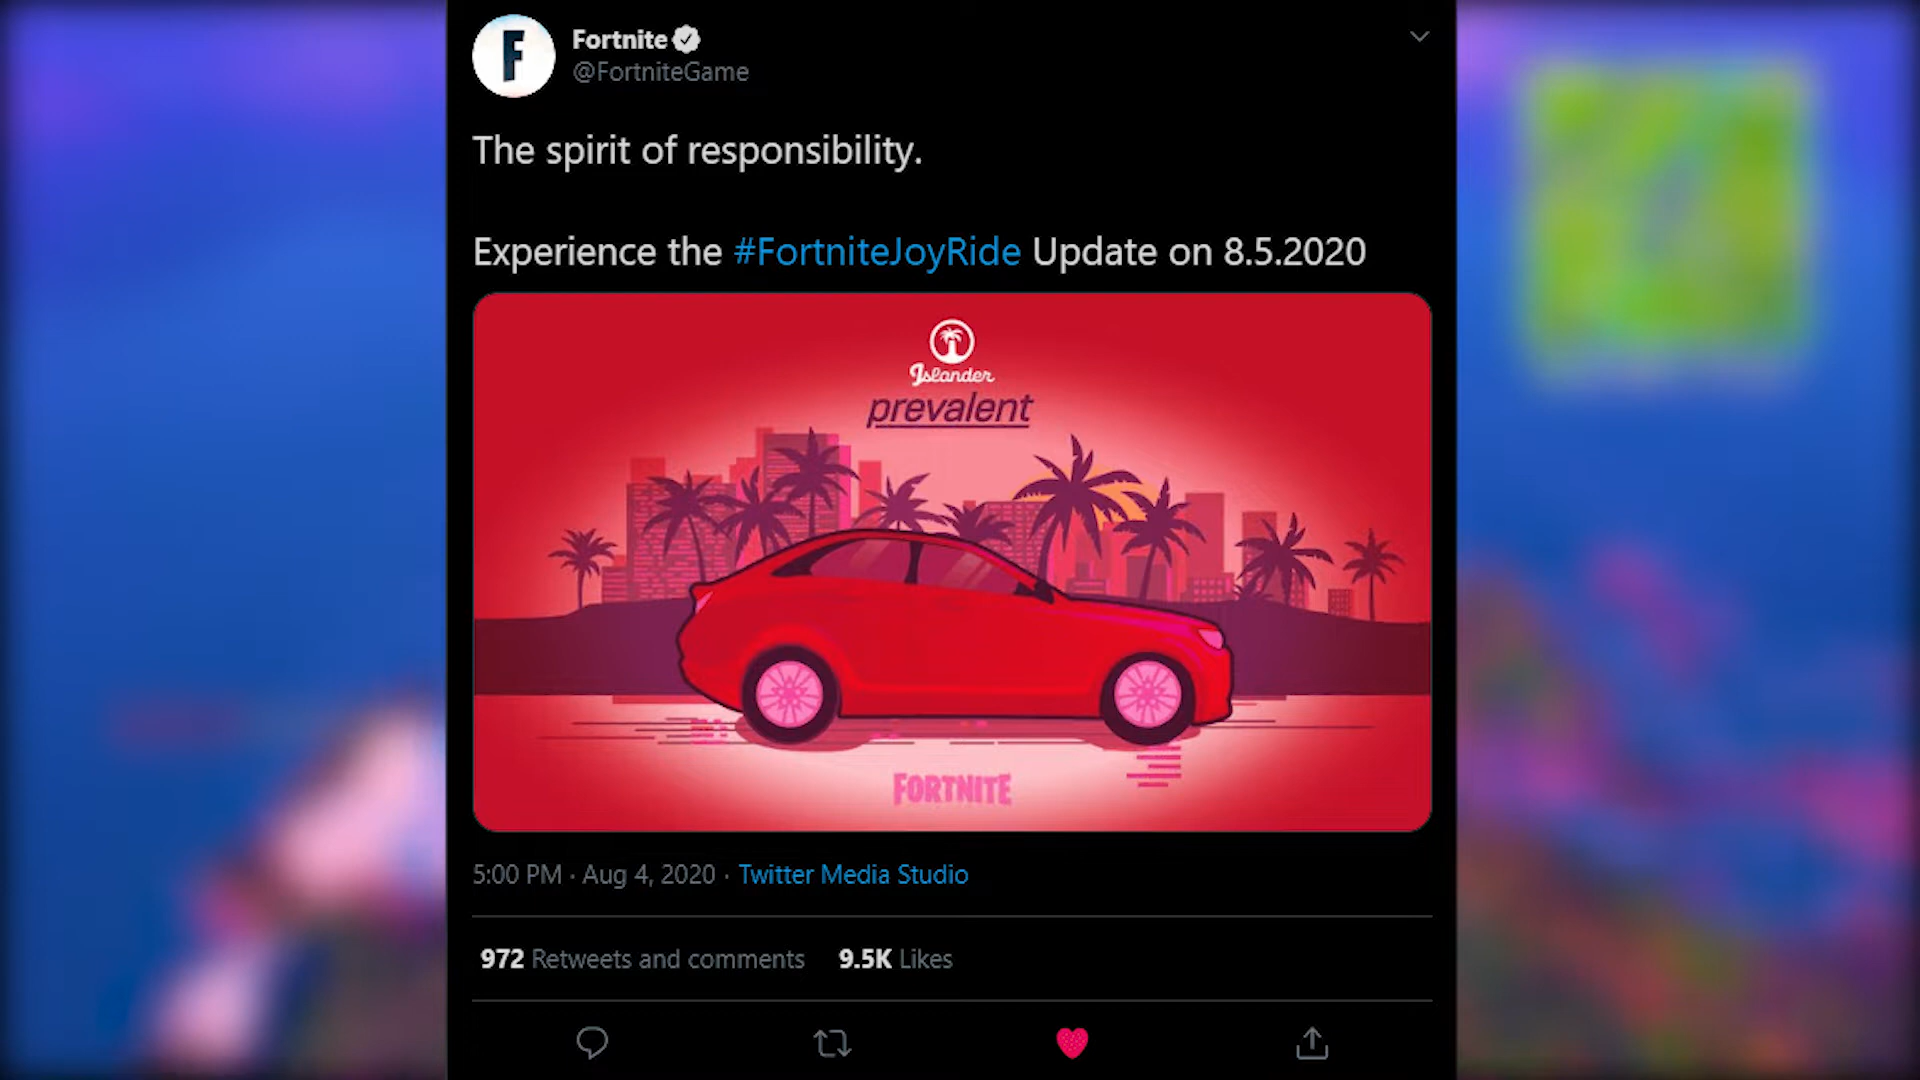 F
Fortnite
@FortniteGame
The spirit of responsibility.
Experience the #FortniteJoyRide Update on 8.5.2020
Islander
prevalent
FORTNITE
5:00 PM · Aug 4, 2020 · Twitter Media Studio
972 Retweets and comments 9.5K Likes